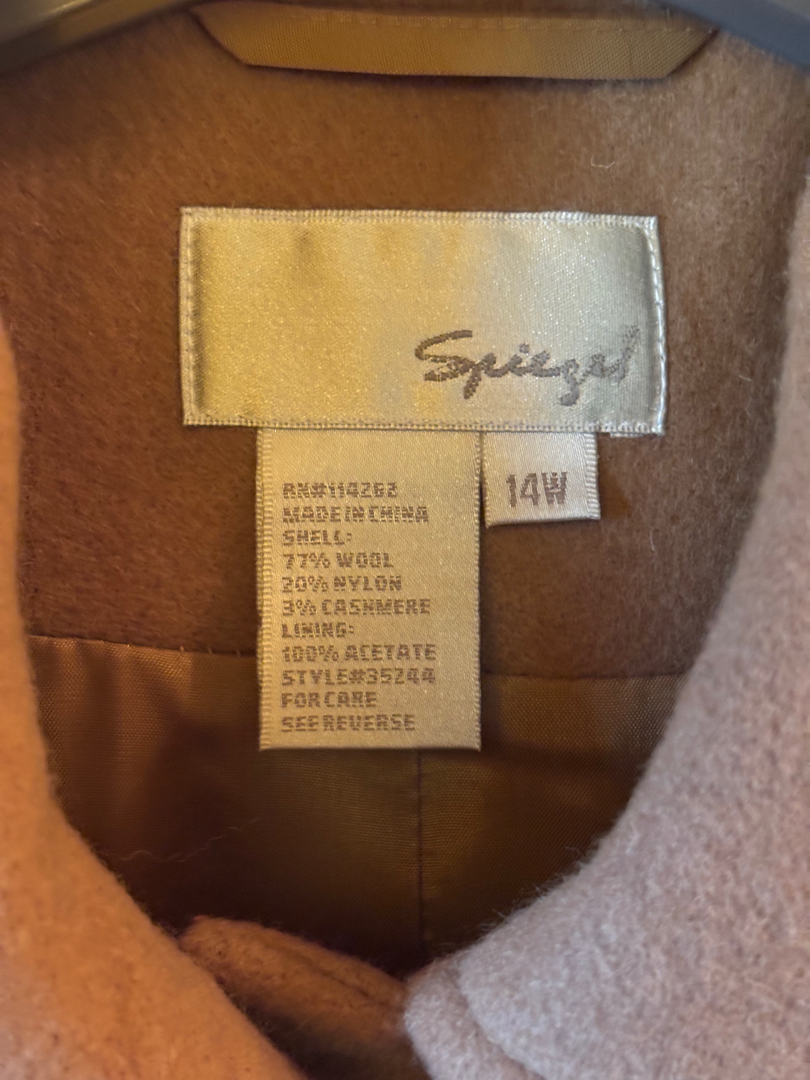 Spiegel
14W
RN#114262
MADE IN CHINA
SHELL:
77% WOOL
20% NYLON
3% CASHMERE
LINING:
100% ACETATE
STYLE#35244
FOR CARE
SEE REVERSE